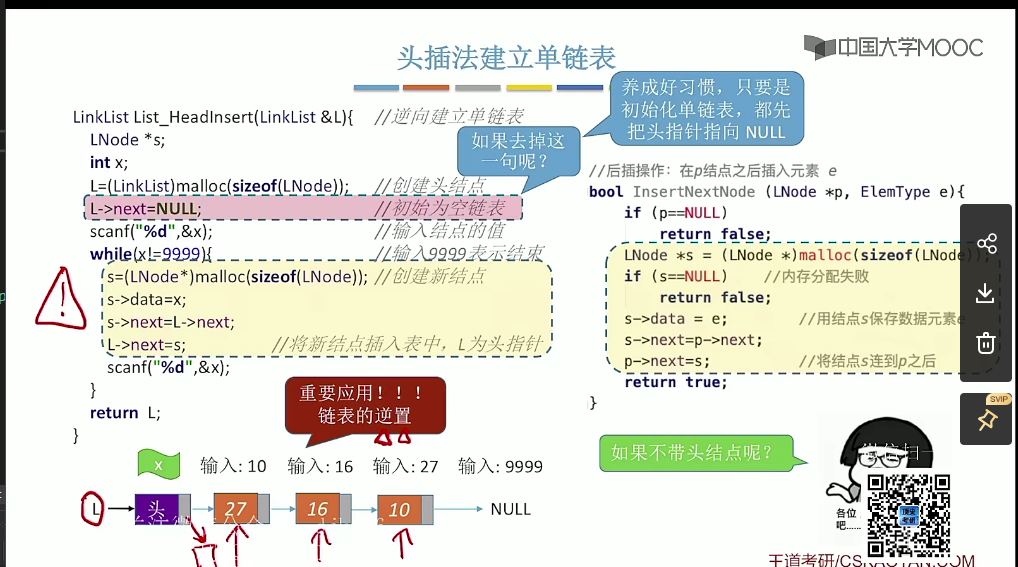 中国大学MOOC
头插法建立单链表
养成好习惯，只要是
初始化单链表，都先
把头指针指向 NULL
如果去掉这
一句呢？
LinkList List_HeadInsert(LinkList &L){ //逆向建立单链表
LNode *s;
int x;
L=(LinkList)malloc(sizeof(LNode)); //创建头结点
L->next=NULL; //初始为空链表
scanf("%d",&x); //输入结点的值
while(x!=9999){ //输入9999表示结束
s=(LNode*)malloc(sizeof(LNode)); //创建新结点
s->data=x;
s->next=L->next;
L->next=s; //将新结点插入表中，L为头指针
scanf("%d",&x);
}
return L;
}
//后插操作：在p结点之后插入元素 e
bool InsertNextNode (LNode *p, ElemType e){
if (p==NULL)
return false;
LNode *s = (LNode *)malloc(sizeof(LNode));
if (s==NULL) //内存分配失败
return false;
s->data = e; //用结点s保存数据元素e
s->next=p->next;
p->next=s; //将结点s连到p之后
return true;
}
SVIP
重要应用！！！
链表的逆置
如果不带头结点呢？
x 输入: 10 输入: 16 输入: 27 输入: 9999
L 头 27 16 10 NULL
微信扫一
各位
吧……
顶尖
考研
王道考研/CSKAOYAN.COM